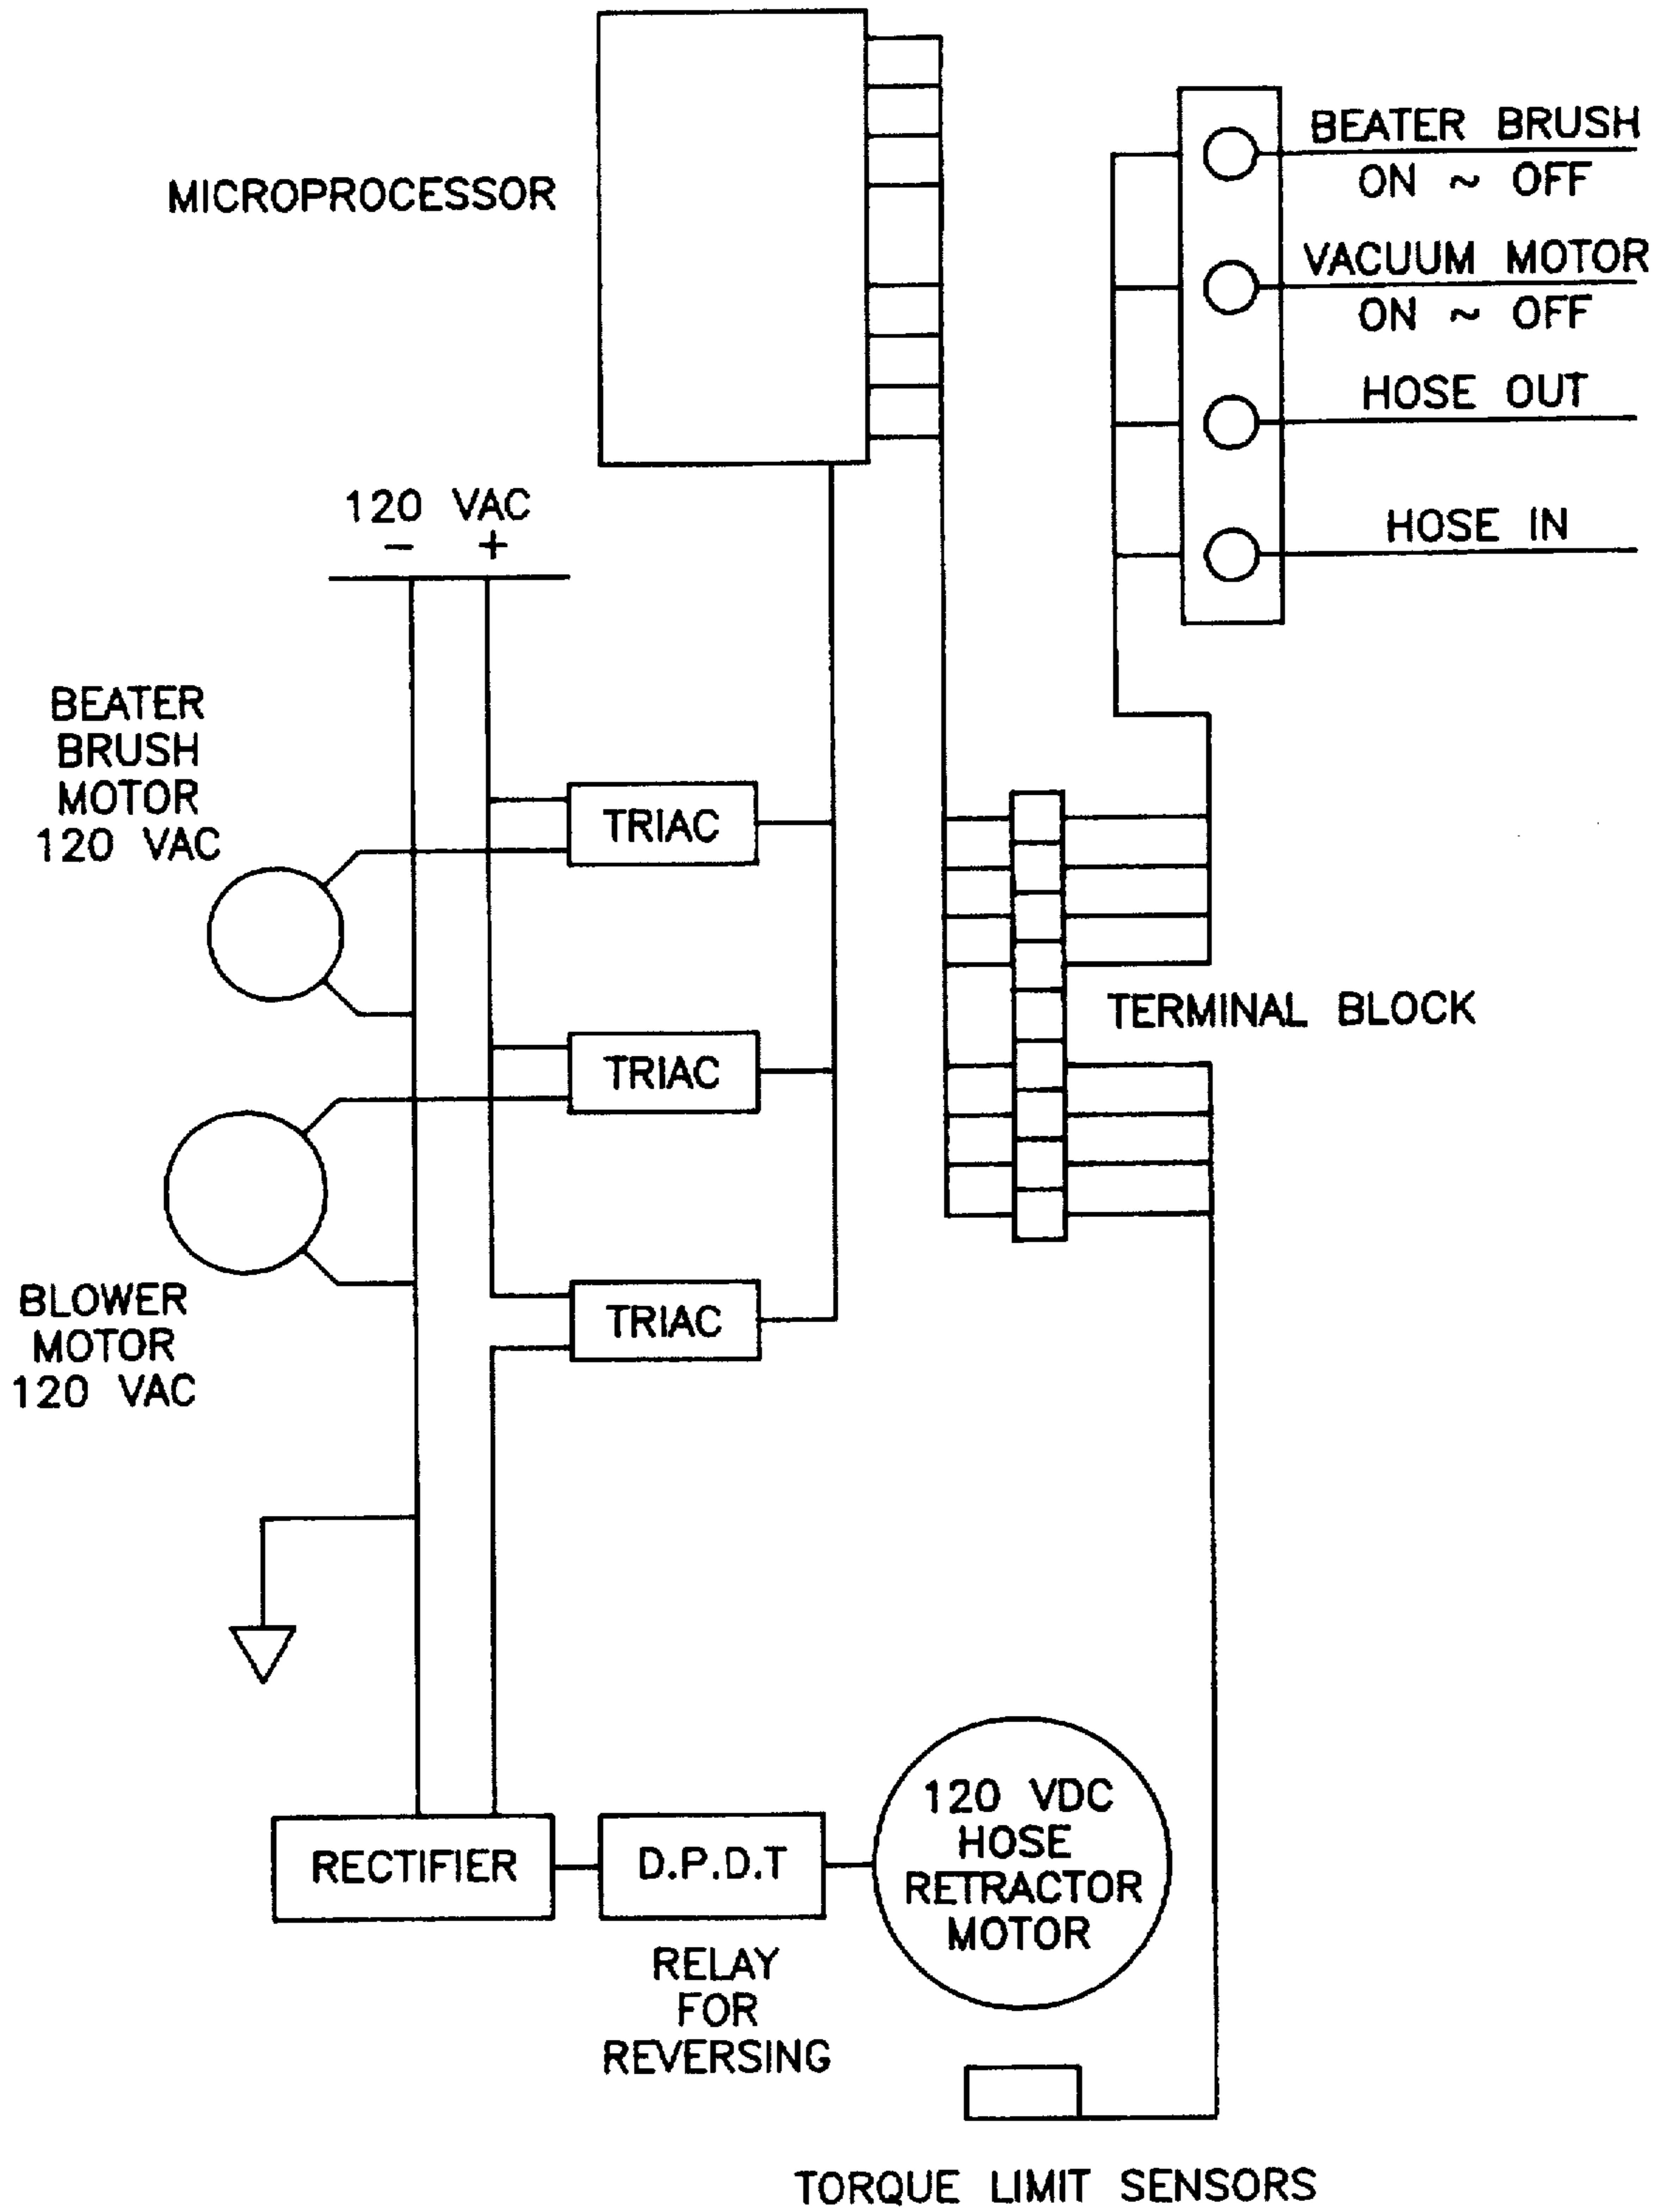 MICROPROCESSOR
BEATER BRUSH
ON ~ OFF
VACUUM MOTOR
ON ~ OFF
HOSE OUT
HOSE IN
120 VAC
- +
BEATER
BRUSH
MOTOR
120 VAC
TRIAC
TERMINAL BLOCK
TRIAC
BLOWER
MOTOR
120 VAC
TRIAC
RECTIFIER
D.P.D.T
RELAY
FOR
REVERSING
120 VDC
HOSE
RETRACTOR
MOTOR
TORQUE LIMIT SENSORS